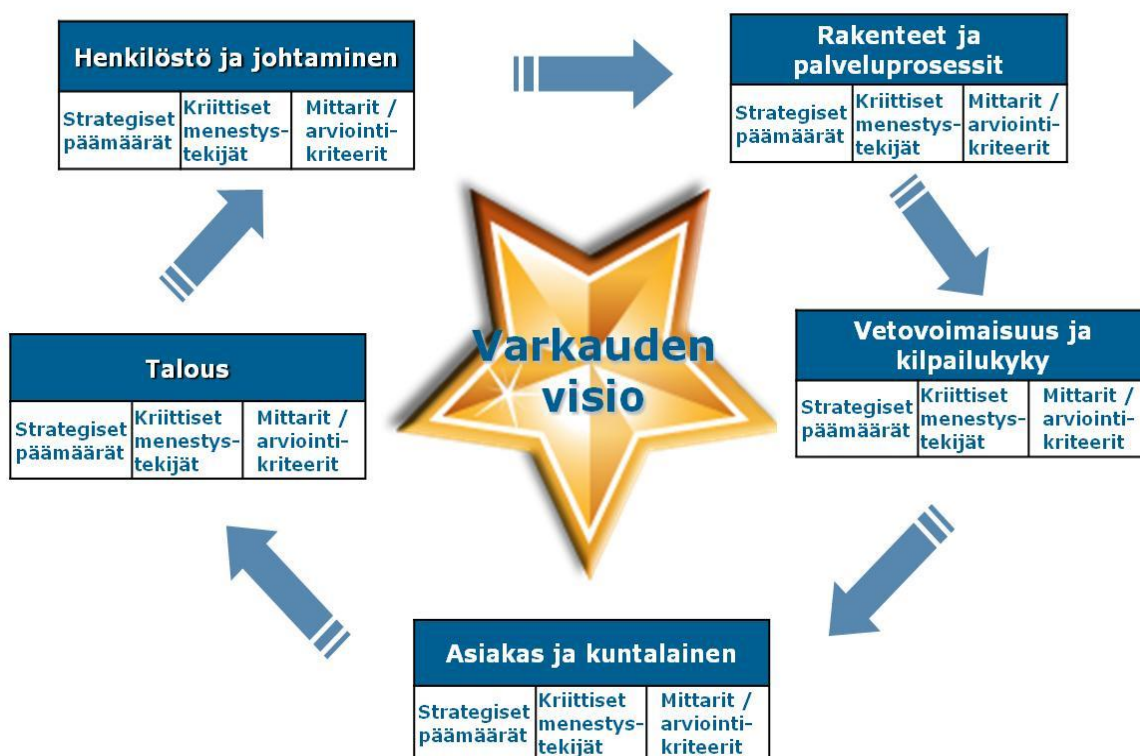 Henkilöstö ja johtaminen
Strategiset
päämäärät
Kriittiset
menestys-
tekijät
Mittarit /
arviointi-
kriteerit
Rakenteet ja
palveluprosessit
Strategiset
päämäärät
Kriittiset
menestys-
tekijät
Mittarit /
arviointi-
kriteerit
Varkauden
visio
Talous
Strategiset
päämäärät
Kriittiset
menestys-
tekijät
Mittarit /
arviointi-
kriteerit
Vetovoimaisuus ja
kilpailukyky
Strategiset
päämäärät
Kriittiset
menestys-
tekijät
Mittarit /
arviointi-
kriteerit
Asiakas ja kuntalainen
Strategiset
päämäärät
Kriittiset
menestys-
tekijät
Mittarit /
arviointi-
kriteerit